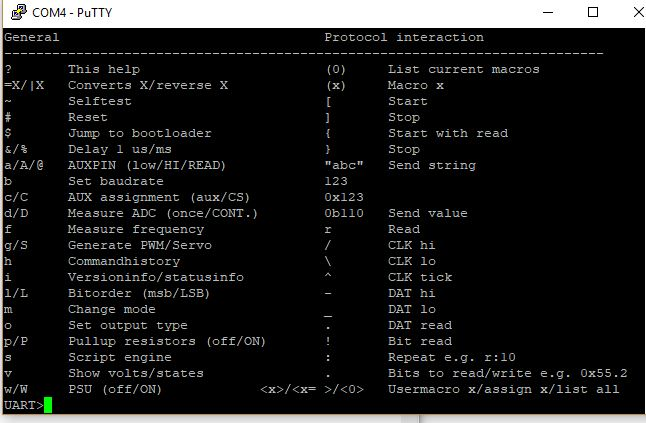 COM4 - PuTTY
General                                 Protocol interaction
---------------------------------------------------------------------------
?       This help                       (0)     List current macros
=X/|X   Converts X/reverse X            (x)     Macro x
~       Selftest                        [       Start
#       Reset                           ]       Stop
$       Jump to bootloader              {       Start with read
&/%     Delay 1 us/ms                   }       Stop
a/A/@   AUXPIN (low/HI/READ)            "abc"   Send string
b       Set baudrate                    123
c/C     AUX assignment (aux/CS)         0x123
d/D     Measure ADC (once/CONT.)        0b110   Send value
f       Measure frequency               r       Read
g/S     Generate PWM/Servo              /       CLK hi
h       Commandhistory                  \       CLK lo
i       Versioninfo/statusinfo          ^       CLK tick
l/L     Bitorder (msb/LSB)              -       DAT hi
m       Change mode                     _       DAT lo
o       Set output type                 .       DAT read
p/P     Pullup resistors (off/ON)       !       Bit read
s       Script engine                   :       Repeat e.g. r:10
v       Show volts/states               .       Bits to read/write e.g. 0x55.2
w/W     PSU (off/ON)            <x>/<x= >/<0>   Usermacro x/assign x/list all
UART>